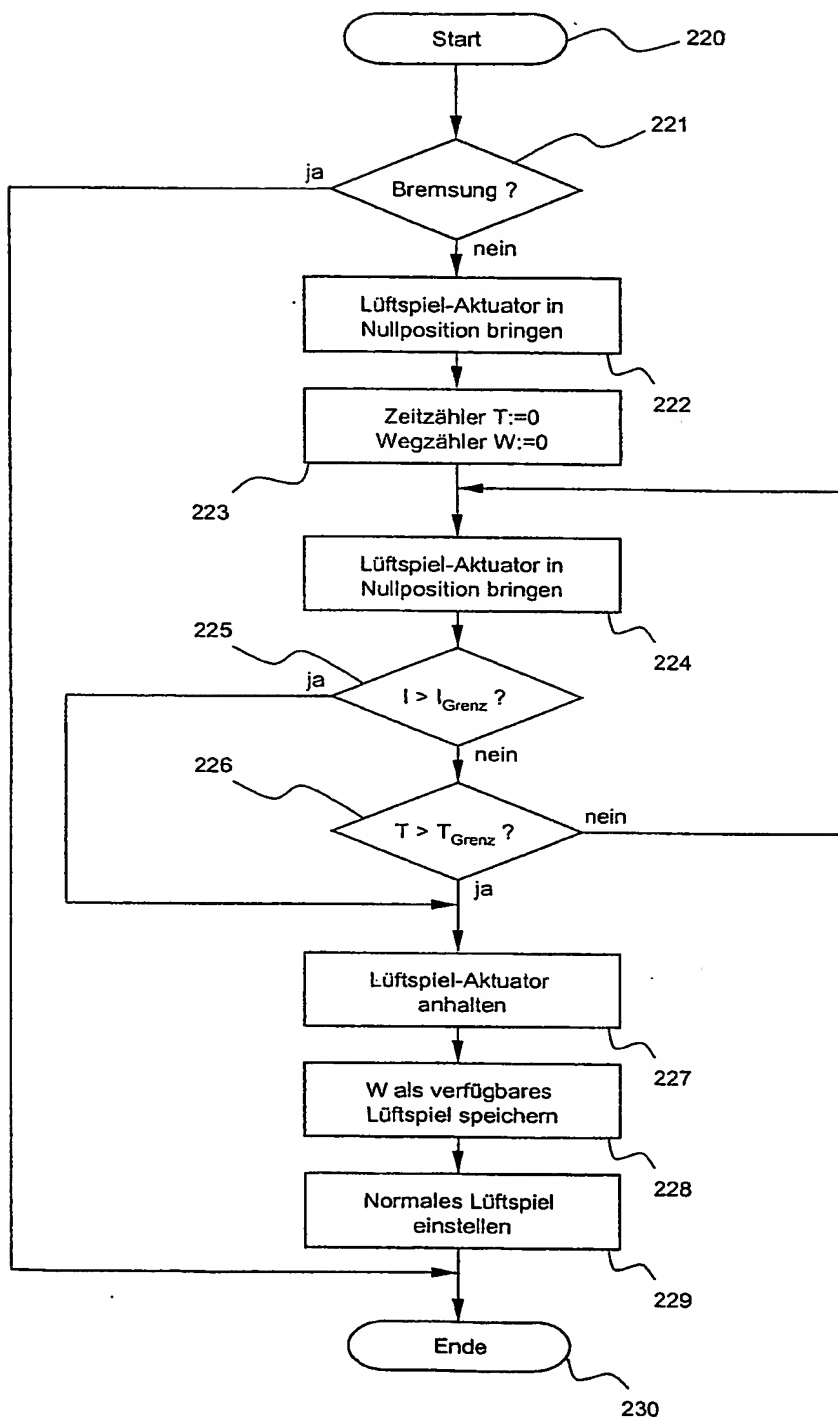 Start
220
221
ja
Bremsung ?
nein
Lüftspiel-Aktuator in
Nullposition bringen
222
Zeitzähler T:=0
Wegzähler W:=0
223
Lüftspiel-Aktuator in
Nullposition bringen
224
225
ja
I > I_Grenz ?
nein
226
T > T_Grenz ?
nein
ja
Lüftspiel-Aktuator
anhalten
227
W als verfügbares
Lüftspiel speichern
228
Normales Lüftspiel
einstellen
229
Ende
230